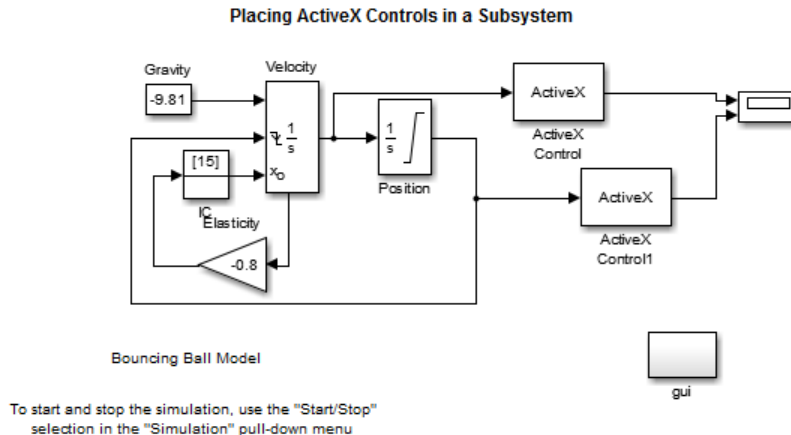 Placing ActiveX Controls in a Subsystem
Gravity
Velocity
-9.81
1
s
[15]
xo
IC
Elasticity
-0.8
1
s
Position
ActiveX
ActiveX
Control
ActiveX
ActiveX
Control1
Bouncing Ball Model
gui
To start and stop the simulation, use the "Start/Stop"
selection in the "Simulation" pull-down menu